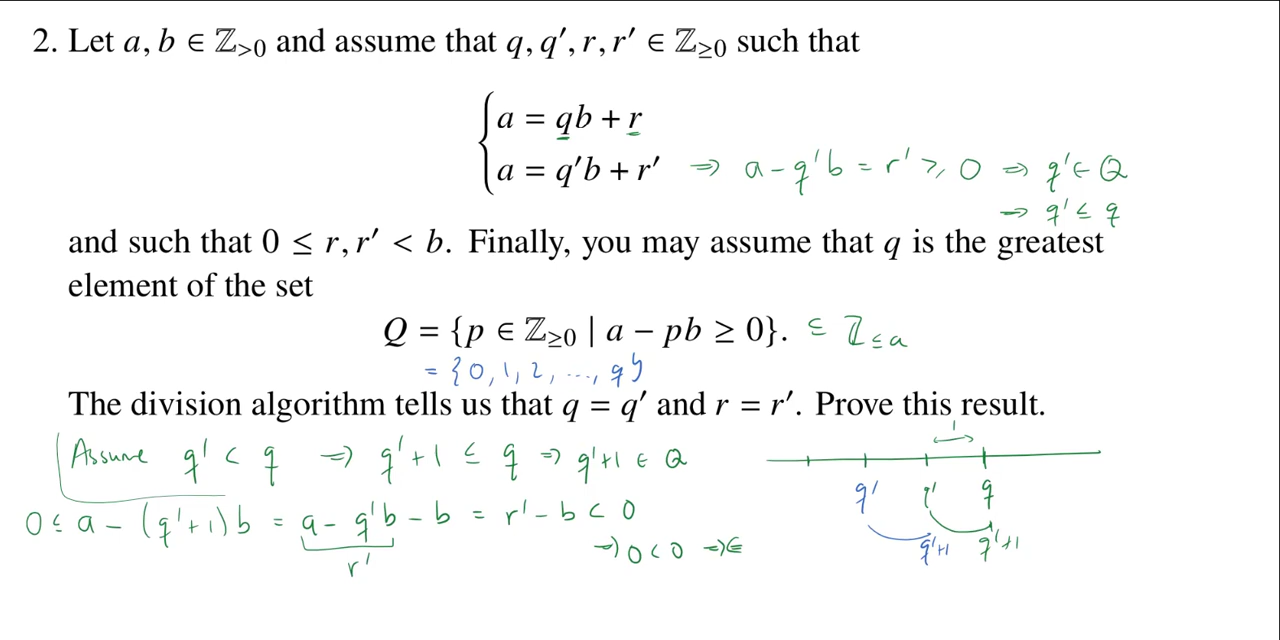 2. Let a, b ∈ ℤ>0 and assume that q, q′, r, r′ ∈ ℤ≥0 such that
a = qb + r
a = q′b + r′ ⇒ a - q′b = r′ ≥ 0 ⇒ q′ ∈ Q
⇒ q′ ≤ q
and such that 0 ≤ r, r′ < b. Finally, you may assume that q is the greatest
element of the set
Q = {p ∈ ℤ≥0 | a − pb ≥ 0}. ⊆ ℤ≤a
= {0, 1, 2, ..., q}
The division algorithm tells us that q = q′ and r = r′. Prove this result.
Assume q′ < q ⇒ q′+1 ≤ q ⇒ q′+1 ∈ Q
1
q′ q′ q
0 ≤ a - (q′+1)b = a - q′b - b = r′ - b < 0
r′
⇒ 0 < 0 ⇒⇐
q′+1 q′+1